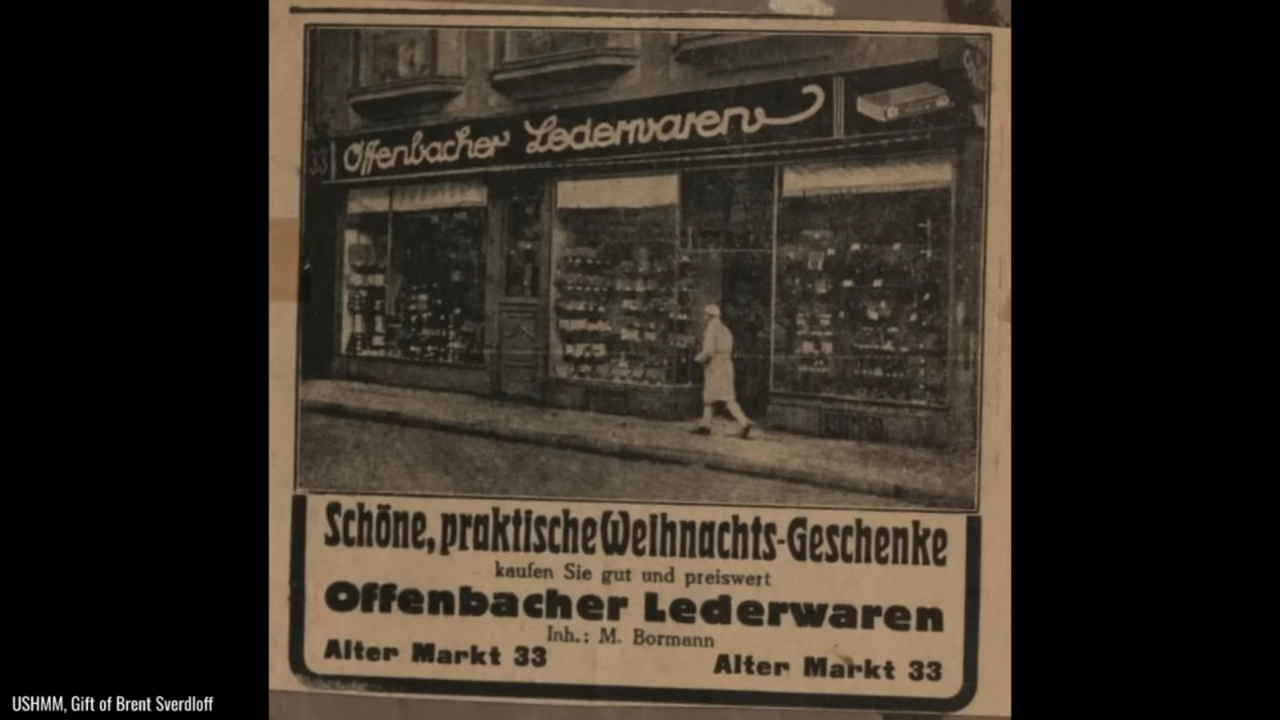 33 Offenbacher Lederwaren
Schöne, praktische Weihnachts-Geschenke
kaufen Sie gut und preiswert
Offenbacher Lederwaren
Inh.: M. Bormann
Alter Markt 33 Alter Markt 33
USHMM, Gift of Brent Sverdloff